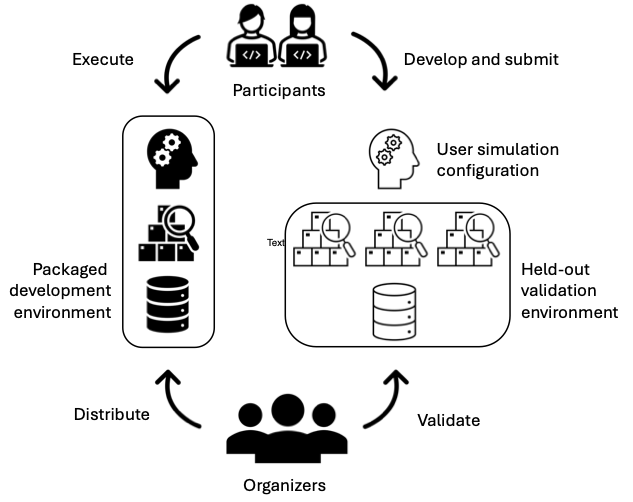 Execute
Develop and submit
</>
</>
Participants
User simulation
configuration
Text
Packaged
development
environment
Held-out
validation
environment
Distribute
Validate
Organizers